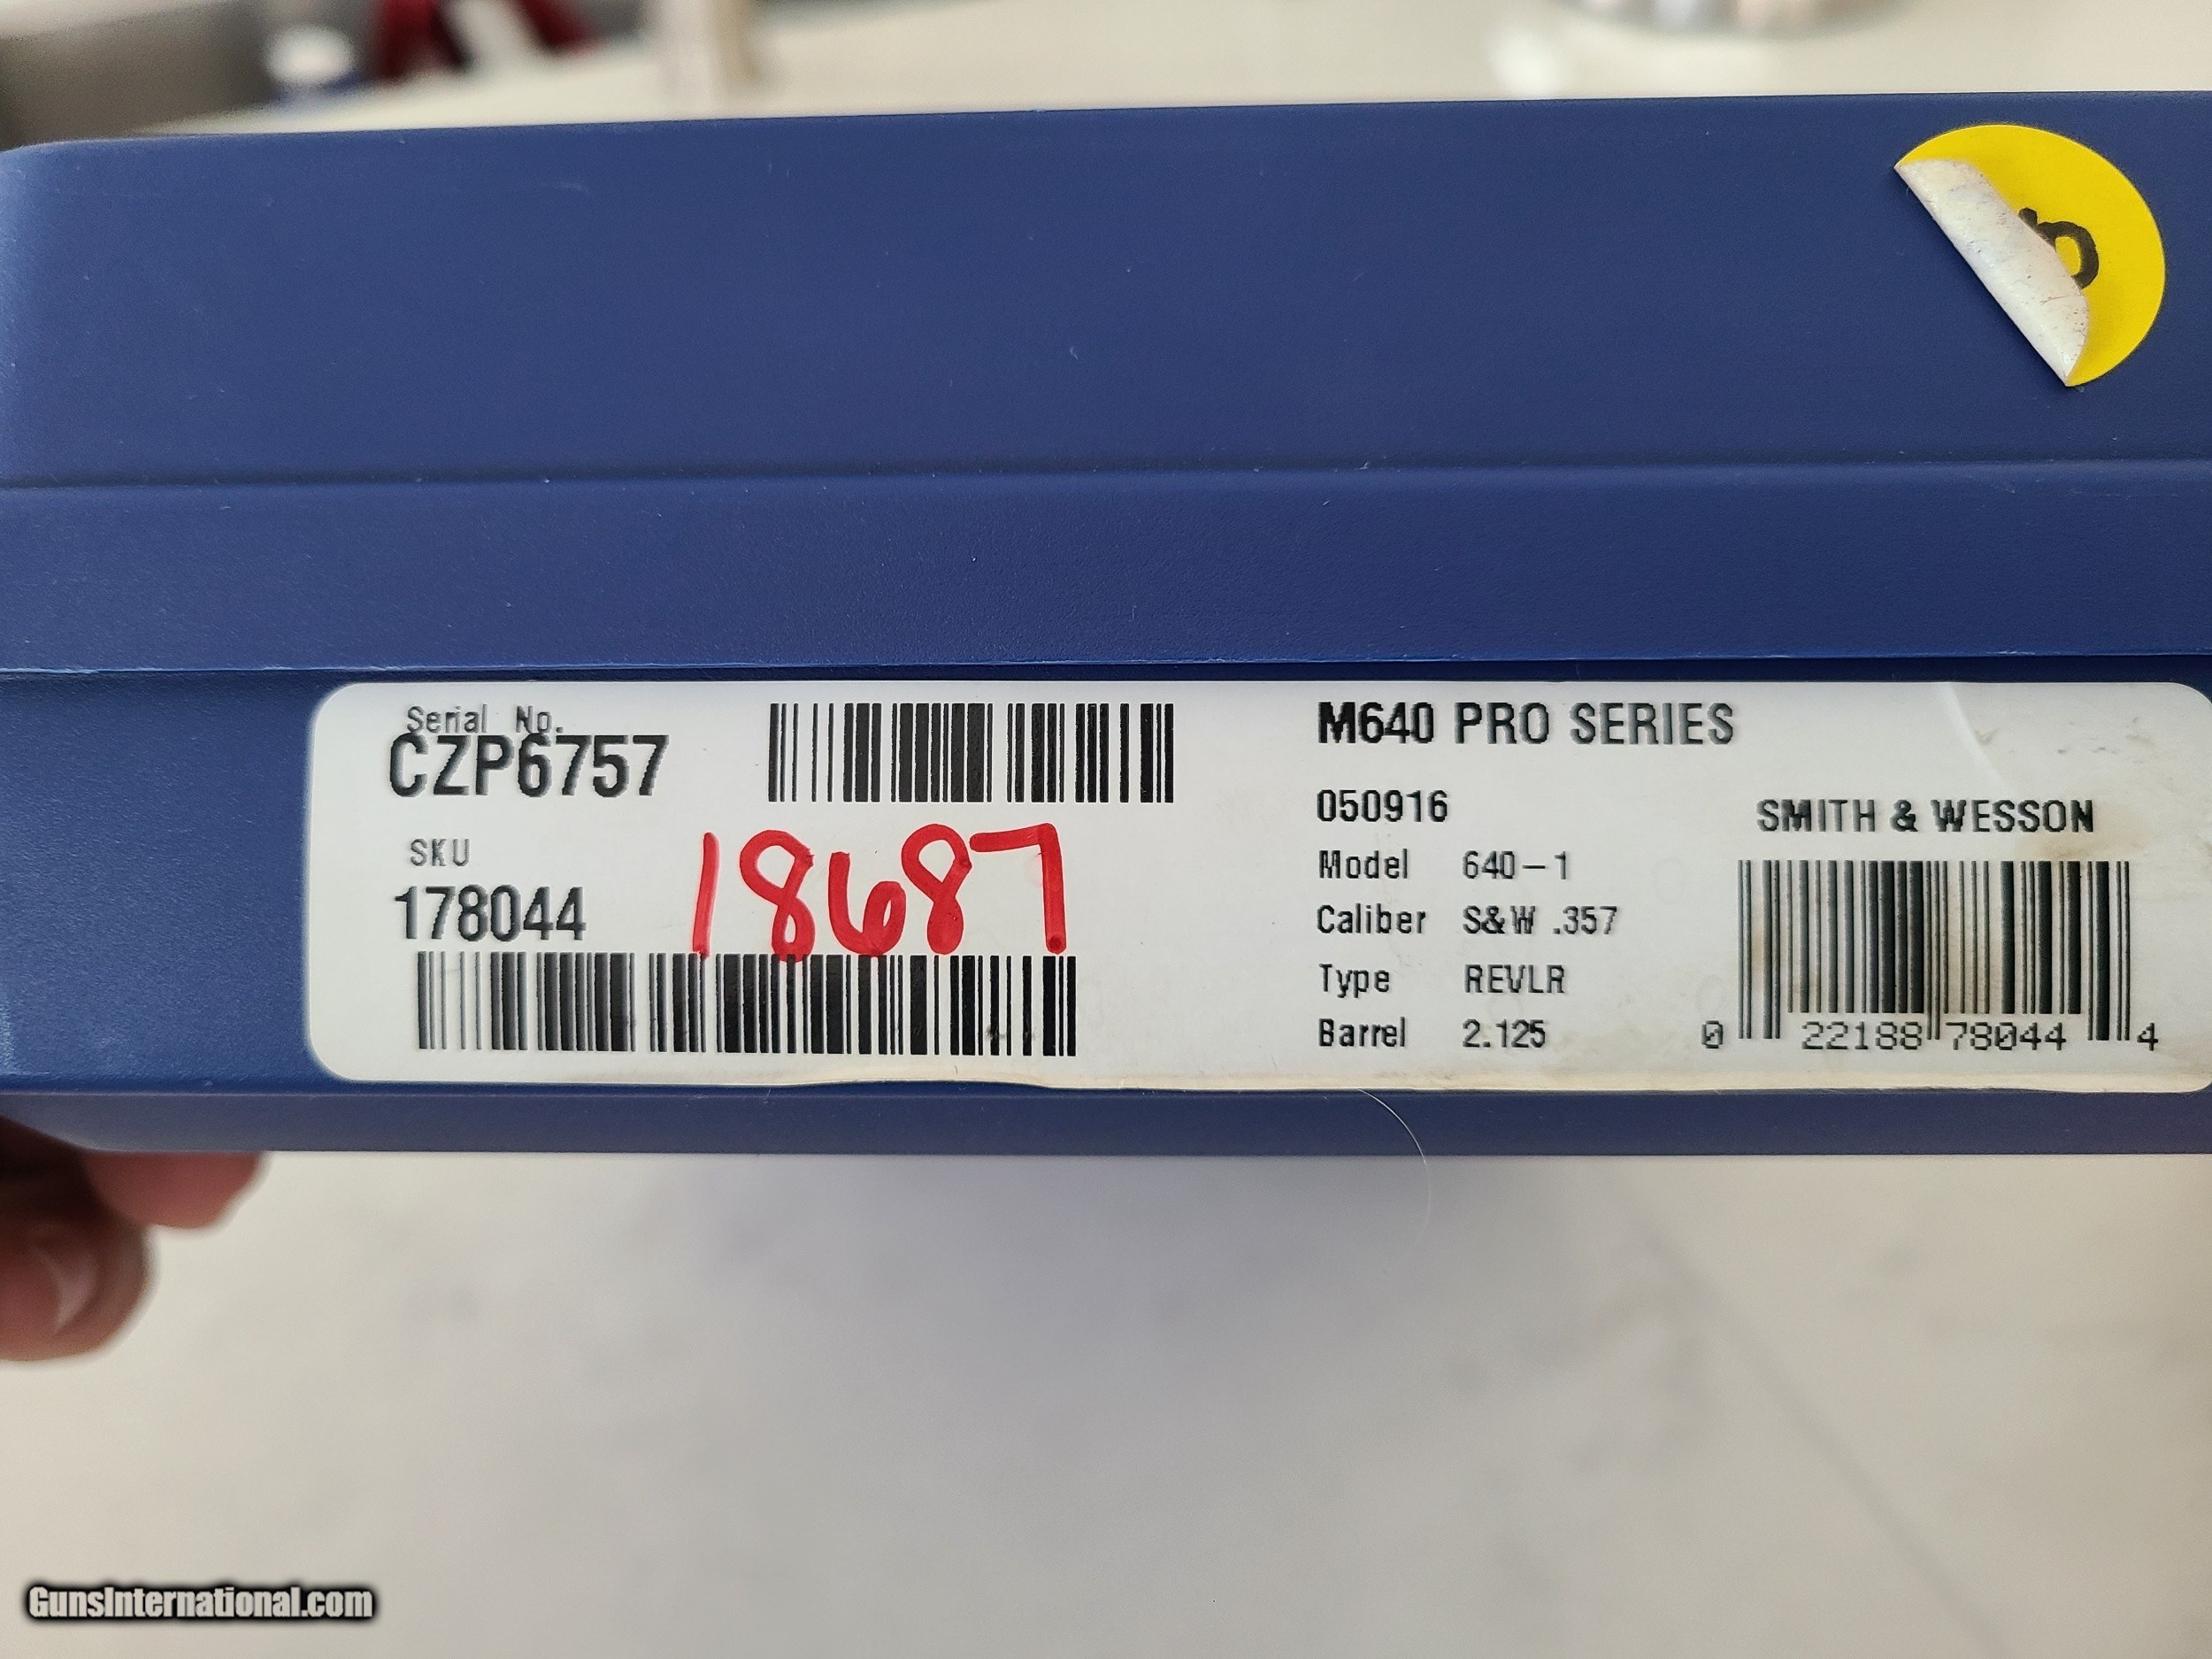 Serial No.
CZP6757
SKU
178044
18687
M640 PRO SERIES
050916
Model 640-1
Caliber S&W .357
Type REVLR
Barrel 2.125
SMITH & WESSON
0 22188 78044 4
GunsInternational.com